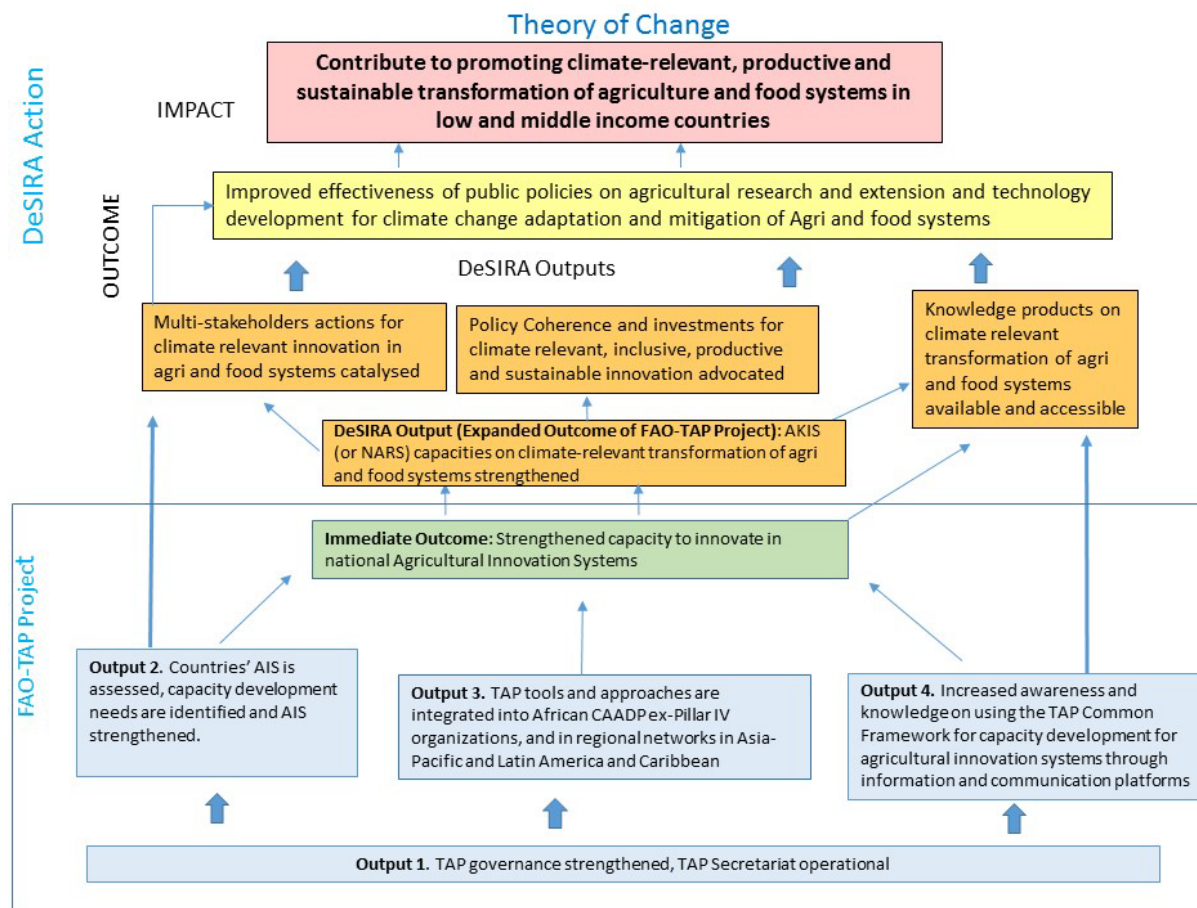 Theory of Change
DeSIRA Action
IMPACT
Contribute to promoting climate-relevant, productive and
sustainable transformation of agriculture and food systems in
low and middle income countries
OUTCOME
Improved effectiveness of public policies on agricultural research and extension and technology
development for climate change adaptation and mitigation of Agri and food systems
DeSIRA Outputs
Multi-stakeholders actions for
climate relevant innovation in
agri and food systems catalysed
Policy Coherence and investments for
climate relevant, inclusive, productive
and sustainable innovation advocated
Knowledge products on
climate relevant
transformation of agri
and food systems
available and accessible
DeSIRA Output (Expanded Outcome of FAO-TAP Project): AKIS
(or NARS) capacities on climate-relevant transformation of agri
and food systems strengthened
FAO-TAP Project
Immediate Outcome: Strengthened capacity to innovate in
national Agricultural Innovation Systems
Output 2. Countries’ AIS is
assessed, capacity development
needs are identified and AIS
strengthened.
Output 3. TAP tools and approaches are
integrated into African CAADP ex-Pillar IV
organizations, and in regional networks in Asia-
Pacific and Latin America and Caribbean
Output 4. Increased awareness and
knowledge on using the TAP Common
Framework for capacity development for
agricultural innovation systems through
information and communication platforms
Output 1. TAP governance strengthened, TAP Secretariat operational